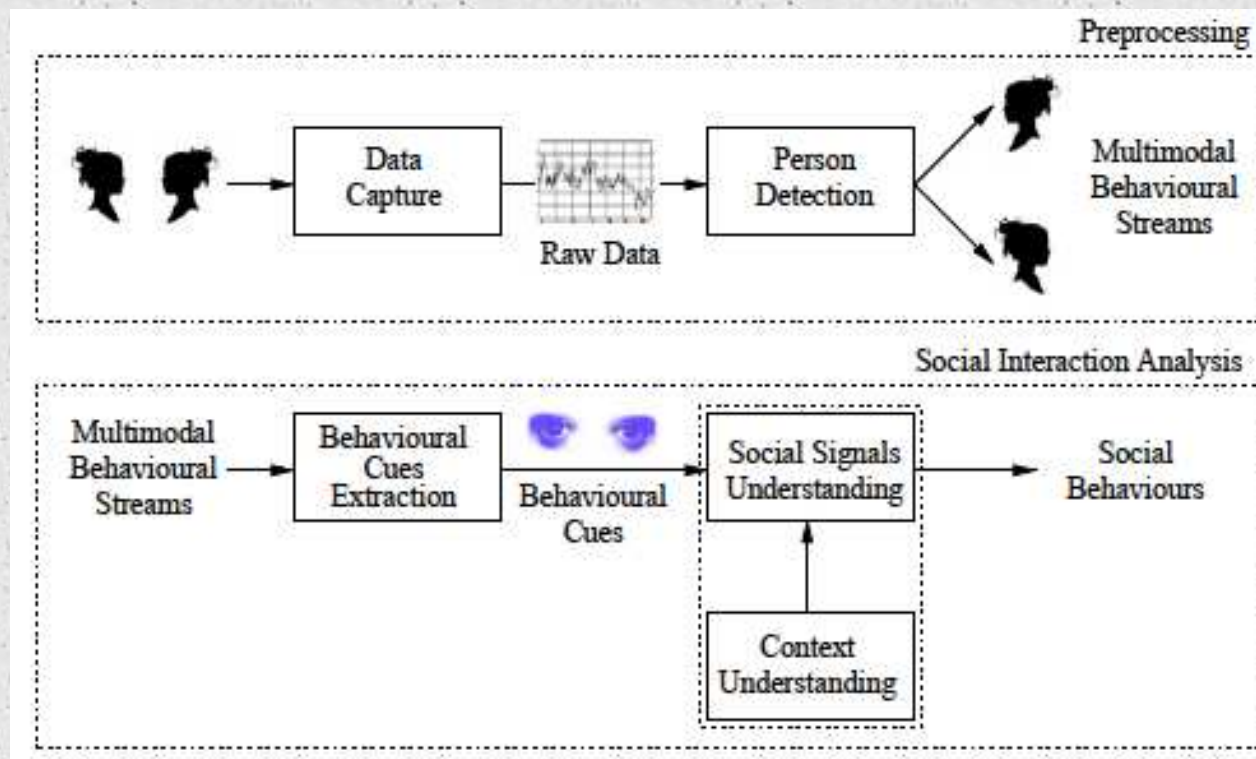 Preprocessing
Data
Capture
Raw Data
Person
Detection
Multimodal
Behavioural
Streams
Social Interaction Analysis
Multimodal
Behavioural
Streams
Behavioural
Cues
Extraction
Behavioural
Cues
Social Signals
Understanding
Social
Behaviours
Context
Understanding